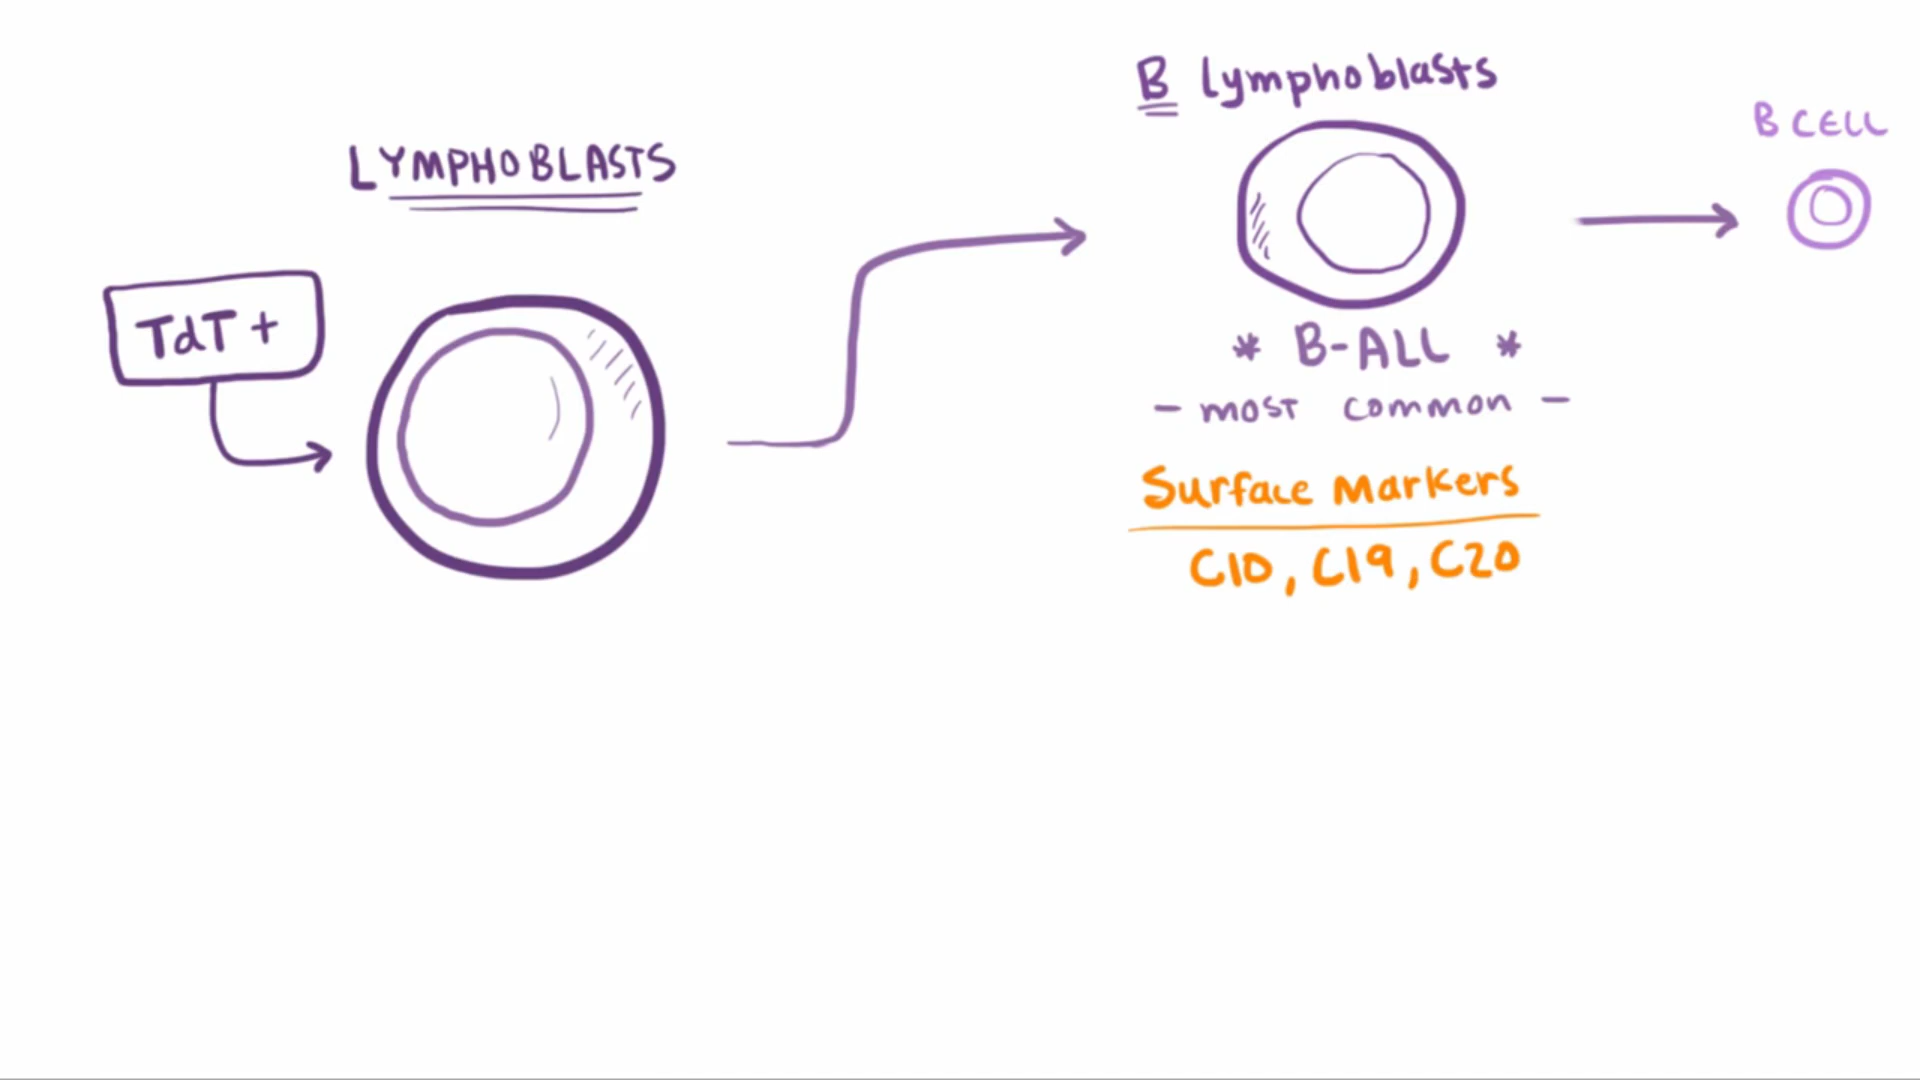 LYMPHOBLASTS
TdT +
B lymphoblasts
* B-ALL *
- most common -
Surface markers
C10, C19, C20
B CELL